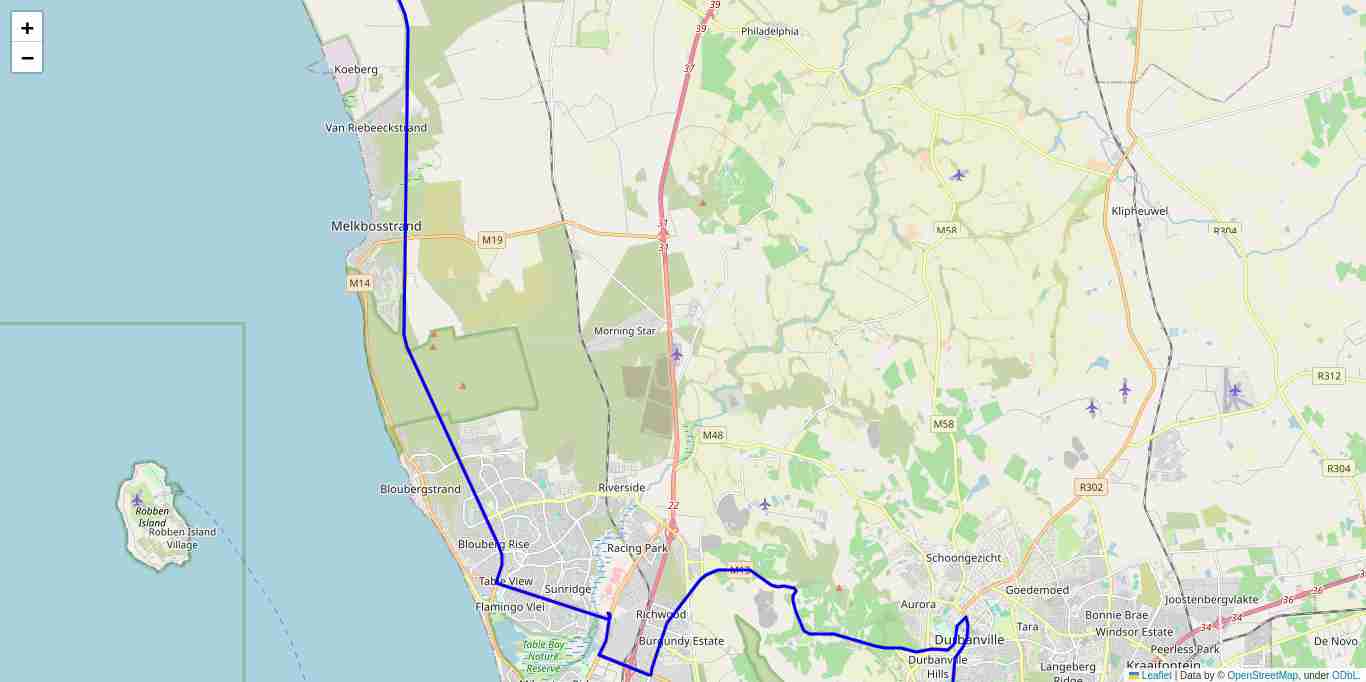 +
−
39
39
Philadelphia
37
Koeberg
Van Riebeeckstrand
Klipheuwel
Melkbosstrand
M19
31
31
M58
R304
M14
Morning Star
R312
M48
M58
R304
Bloubergstrand
Riverside
R302
22
Robben
Island
Robben Island
Village
Blouberg Rise
Racing Park
Schoongezicht
M13
Table View
Sunridge
Goedemoed
36
36
Flamingo Vlei
Richwood
Aurora
Joostenbergvlakte
Bonnie Brae
34
34
Tara
Windsor Estate
Table Bay
Nature
Reserve
Burgundy Estate
Durbanville
Peerless Park
De Novo
Durbanville
Hills
Langeberg
Ridge
Kraaifontein
Leaflet | Data by © OpenStreetMap, under ODbL.